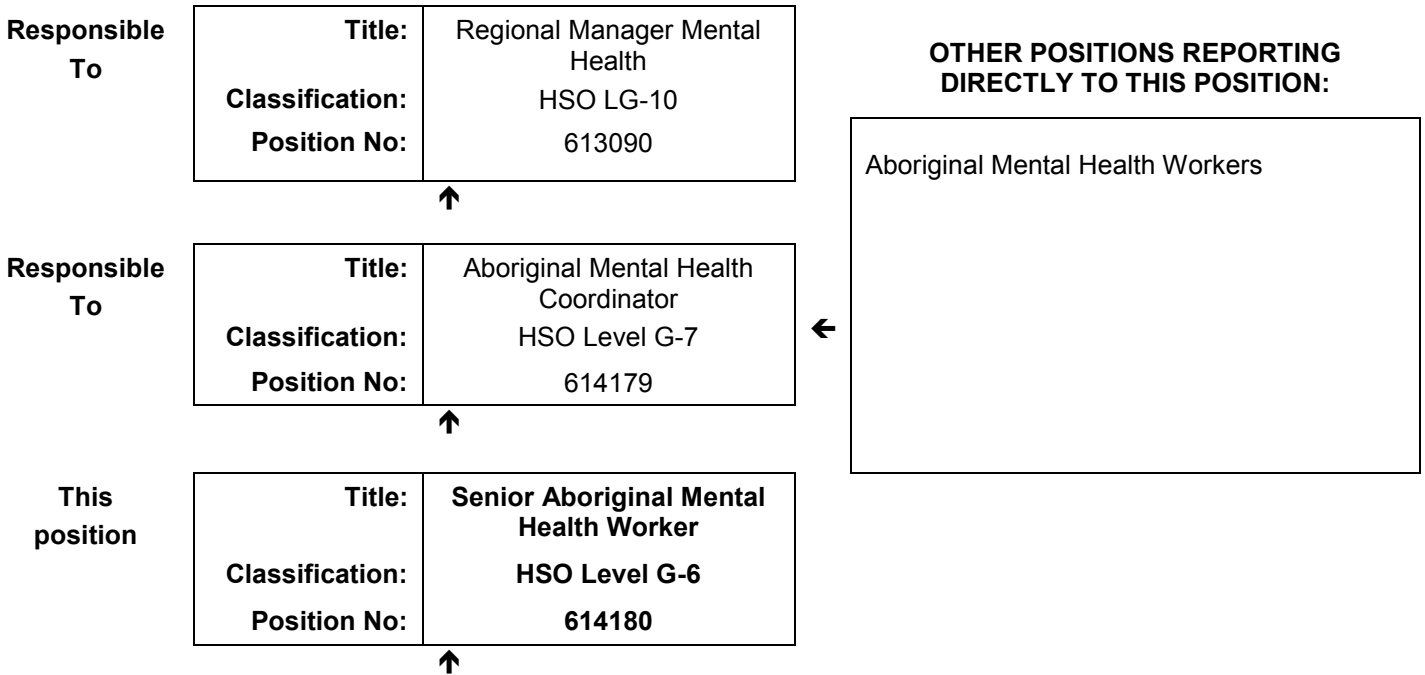 Responsible
To
Title:
Regional Manager Mental
Health
Classification:
HSO LG-10
Position No:
613090
OTHER POSITIONS REPORTING
DIRECTLY TO THIS POSITION:
Aboriginal Mental Health Workers
Responsible
To
Title:
Aboriginal Mental Health
Coordinator
Classification:
HSO Level G-7
Position No:
614179
This
position
Title:
Senior Aboriginal Mental
Health Worker
Classification:
HSO Level G-6
Position No:
614180